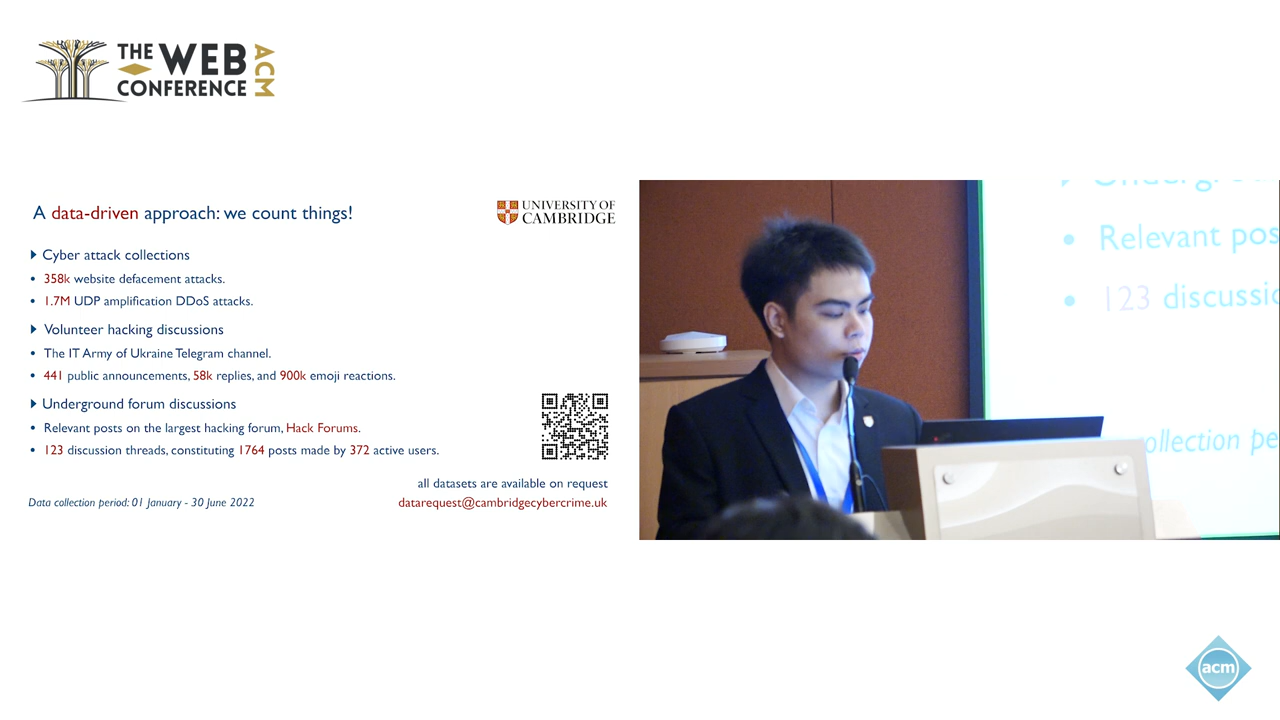 THE WEB CONFERENCE ACM
A data-driven approach: we count things!
UNIVERSITY OF CAMBRIDGE
Cyber attack collections
• 358k website defacement attacks.
• 1.7M UDP amplification DDoS attacks.
Volunteer hacking discussions
• The IT Army of Ukraine Telegram channel.
• 441 public announcements, 58k replies, and 900k emoji reactions.
Underground forum discussions
• Relevant posts on the largest hacking forum, Hack Forums.
• 123 discussion threads, constituting 1764 posts made by 372 active users.
all datasets are available on request
Data collection period: 01 January - 30 June 2022
datarequest@cambridgecybercrime.uk
• Relevant pos
• 123 discussi
ollection pe
acm